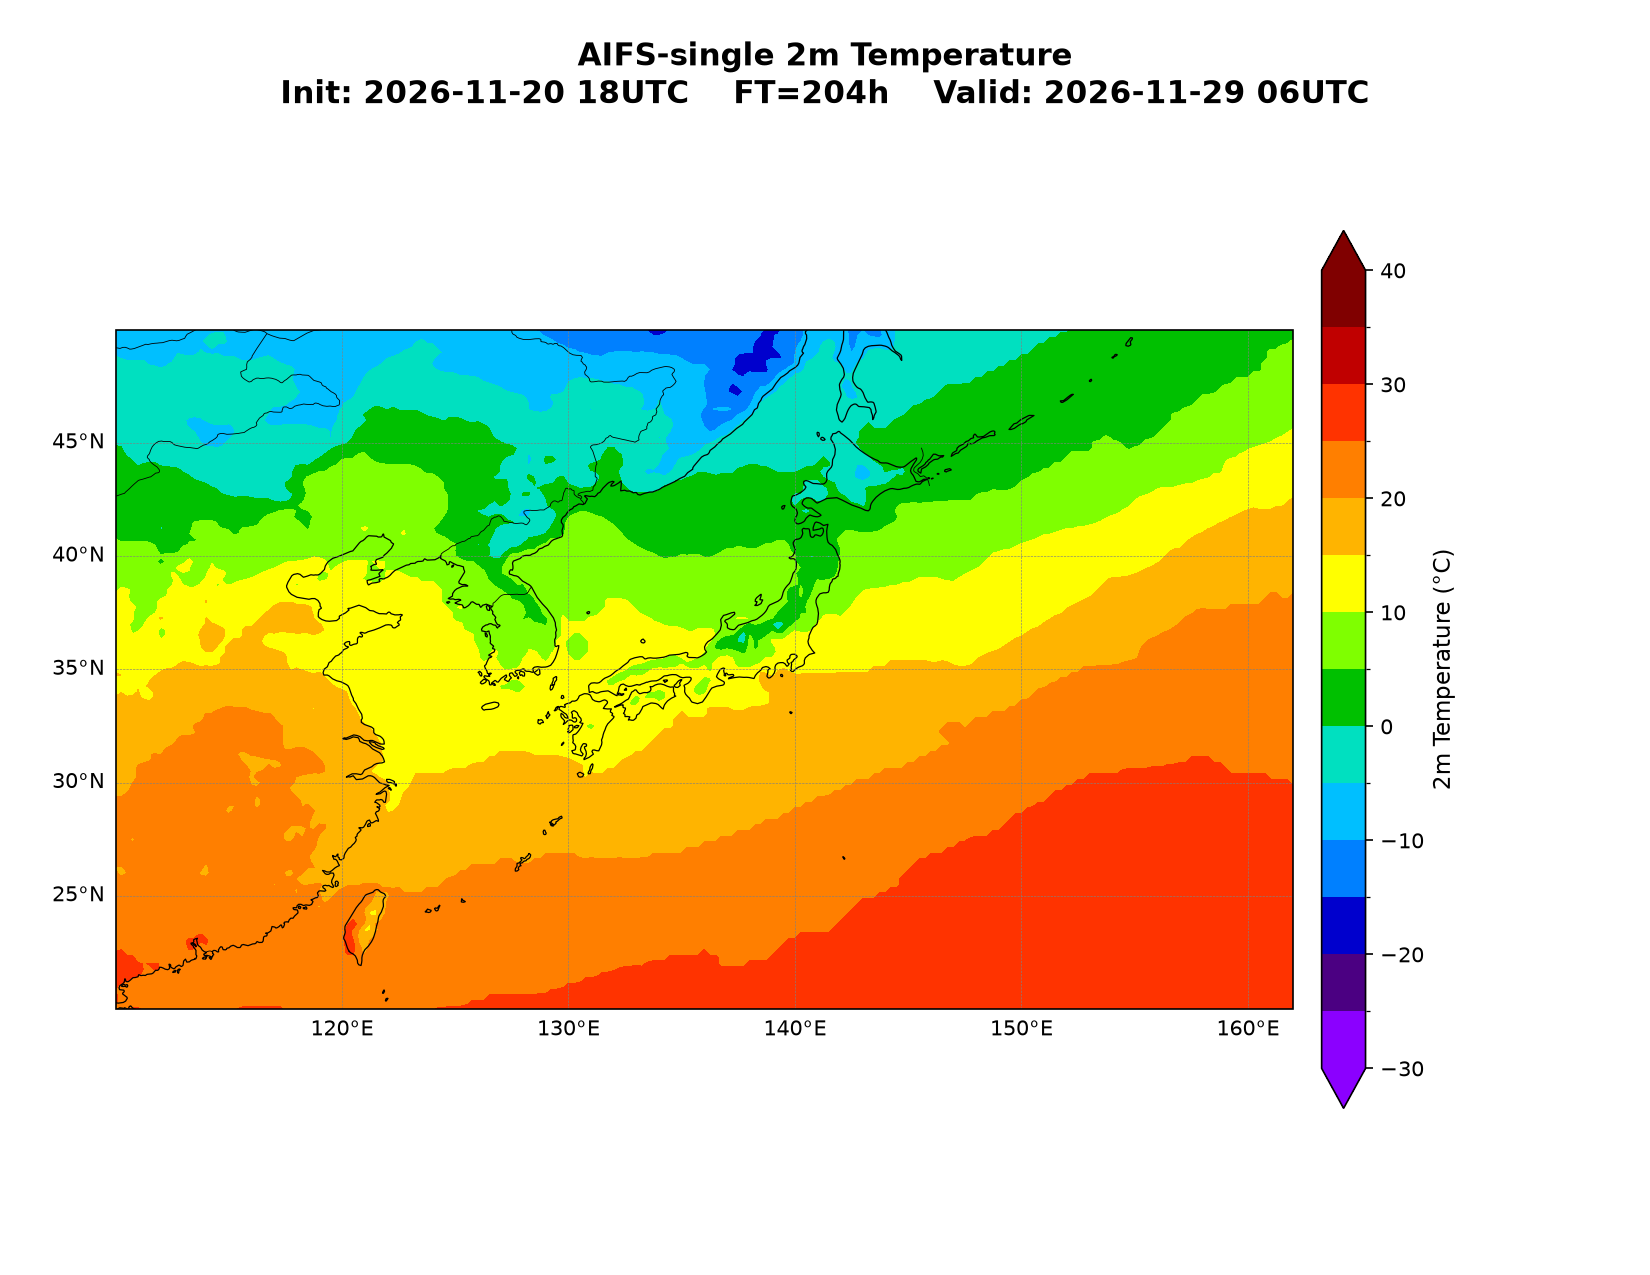 AIFS-single 2m Temperature
Init: 2026-11-20 18UTC    FT=204h    Valid: 2026-11-29 06UTC
45°N
40°N
35°N
30°N
25°N
120°E
130°E
140°E
150°E
160°E
40
30
20
10
0
−10
−20
−30
2m Temperature (°C)